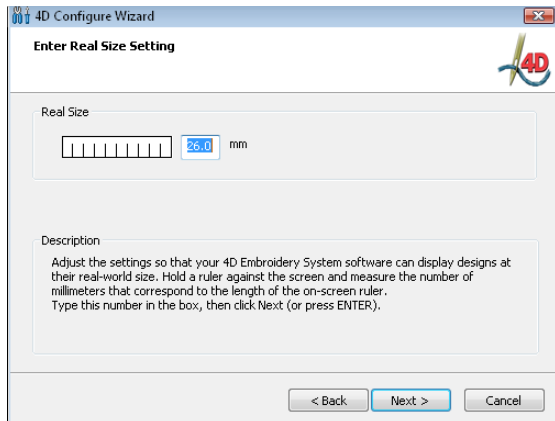 4D Configure Wizard
Enter Real Size Setting
4D
Real Size
26.0 mm
Description
Adjust the settings so that your 4D Embroidery System software can display designs at
their real-world size. Hold a ruler against the screen and measure the number of
millimeters that correspond to the length of the on-screen ruler.
Type this number in the box, then click Next (or press ENTER).
< Back Next > Cancel